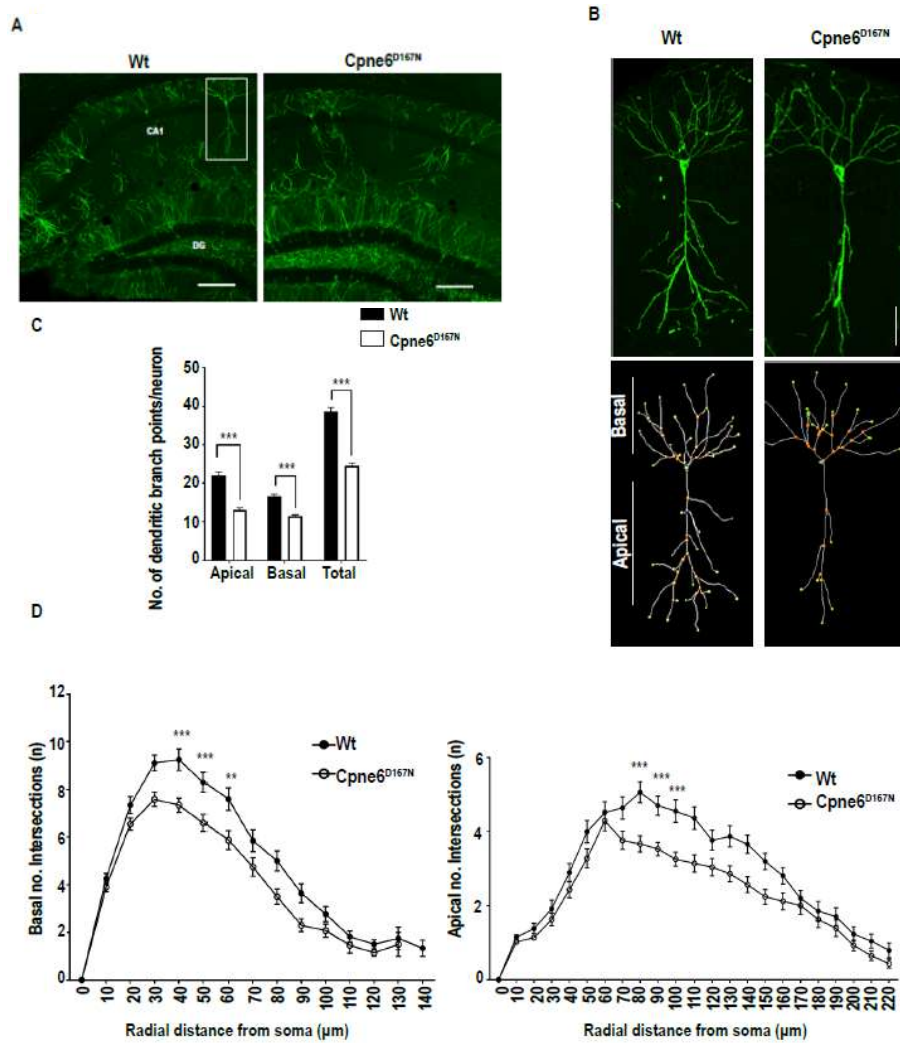 A
Wt
Cpne6D167N
CA1
DG
B
Wt
Cpne6D167N
Basal
Apical
C
Wt
Cpne6D167N
No. of dendritic branch points/neuron
50
40
30
20
10
0
***
***
***
Apical Basal Total
D
Basal no. Intersecctions (n)
12
10
8
6
4
2
0
***
***
**
Wt
Cpne6D167N
0 10 20 30 40 50 60 70 80 90 100 110 120 130 140
Radial distance from soma (µm)
Apical no. Intersecctions (n)
6
4
2
0
***
***
***
Wt
Cpne6D167N
0 10 20 30 40 50 60 70 80 90 100 110 120 130 140 150 160 170 180 190 200 210 220
Radial distance from soma (µm)